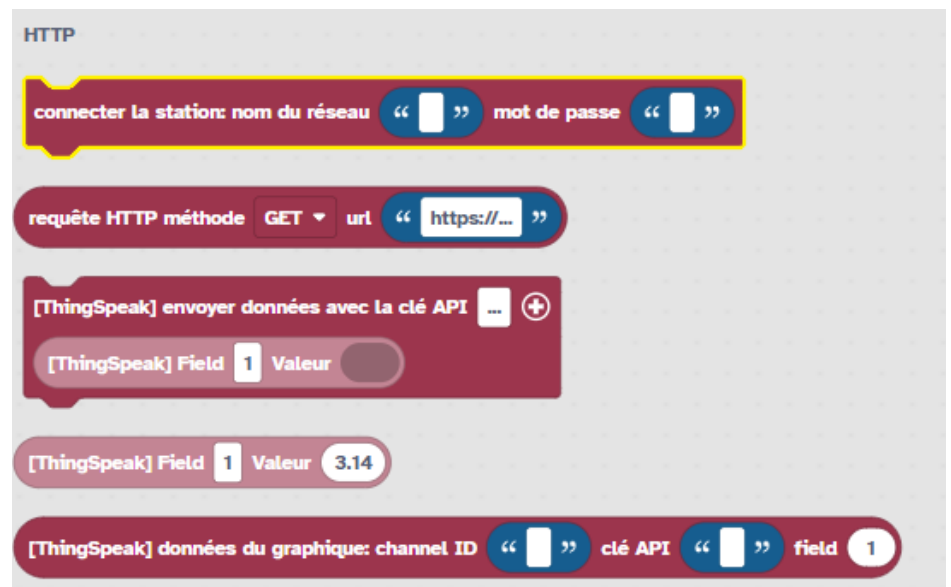 HTTP
connecter la station: nom du réseau “ ” mot de passe “ ”
requête HTTP méthode GET url “ https://... ”
[ThingSpeak] envoyer données avec la clé API ...
[ThingSpeak] Field 1 Valeur
[ThingSpeak] Field 1 Valeur 3.14
[ThingSpeak] données du graphique: channel ID “ ” clé API “ ” field 1